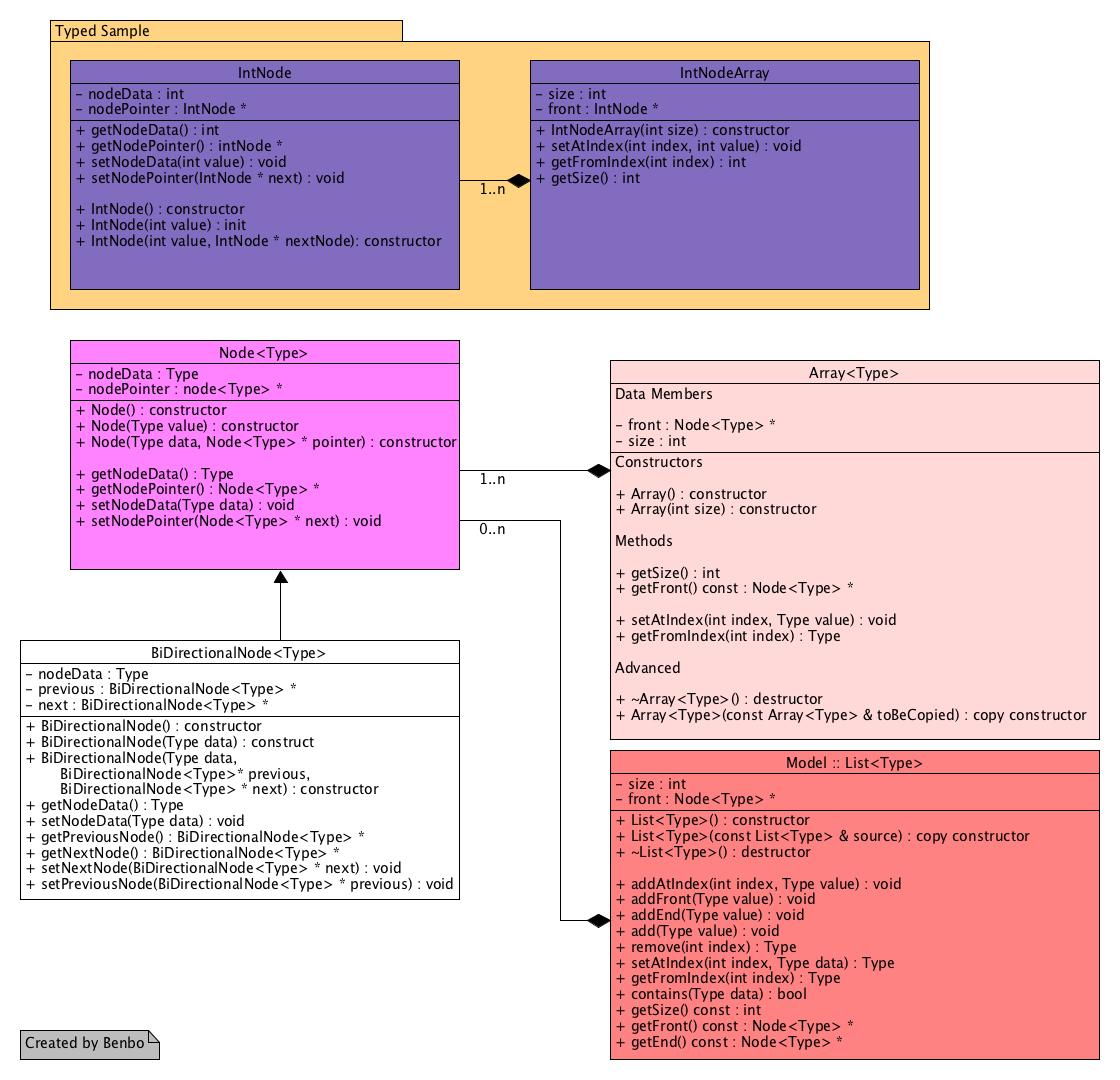 Typed Sample
IntNode
– nodeData : int
– nodePointer : IntNode *
+ getNodeData() : int
+ getNodePointer() : intNode *
+ setNodeData(int value) : void
+ setNodePointer(IntNode * next) : void
+ IntNode() : constructor
+ IntNode(int value) : init
+ IntNode(int value, IntNode * nextNode): constructor
1..n
IntNodeArray
– size : int
– front : IntNode *
+ IntNodeArray(int size) : constructor
+ setAtIndex(int index, int value) : void
+ getFromIndex(int index) : int
+ getSize() : int
Node<Type>
– nodeData : Type
– nodePointer : node<Type> *
+ Node() : constructor
+ Node(Type value) : constructor
+ Node(Type data, Node<Type> * pointer) : constructor
+ getNodeData() : Type
+ getNodePointer() : Node<Type> *
+ setNodeData(Type data) : void
+ setNodePointer(Node<Type> * next) : void
1..n
0..n
Array<Type>
Data Members
– front : Node<Type> *
– size : int
Constructors
+ Array() : constructor
+ Array(int size) : constructor
Methods
+ getSize() : int
+ getFront() const : Node<Type> *
+ setAtIndex(int index, Type value) : void
+ getFromIndex(int index) : Type
Advanced
+ ~Array<Type>() : destructor
+ Array<Type>(const Array<Type> & toBeCopied) : copy constructor
BiDirectionalNode<Type>
– nodeData : Type
– previous : BiDirectionalNode<Type> *
– next : BiDirectionalNode<Type> *
+ BiDirectionalNode() : constructor
+ BiDirectionalNode(Type data) : construct
+ BiDirectionalNode(Type data,
BiDirectionalNode<Type>* previous,
BiDirectionalNode<Type> * next) : constructor
+ getNodeData() : Type
+ setNodeData(Type data) : void
+ getPreviousNode() : BiDirectionalNode<Type> *
+ getNextNode() : BiDirectionalNode<Type> *
+ setNextNode(BiDirectionalNode<Type> * next) : void
+ setPreviousNode(BiDirectionalNode<Type> * previous) : void
Model :: List<Type>
– size : int
– front : Node<Type> *
+ List<Type>() : constructor
+ List<Type>(const List<Type> & source) : copy constructor
+ ~List<Type>() : destructor
+ addAtIndex(int index, Type value) : void
+ addFront(Type value) : void
+ addEnd(Type value) : void
+ add(Type value) : void
+ remove(int index) : Type
+ setAtIndex(int index, Type data) : Type
+ getFromIndex(int index) : Type
+ contains(Type data) : bool
+ getSize() const : int
+ getFront() const : Node<Type> *
+ getEnd() const : Node<Type> *
Created by Benbo